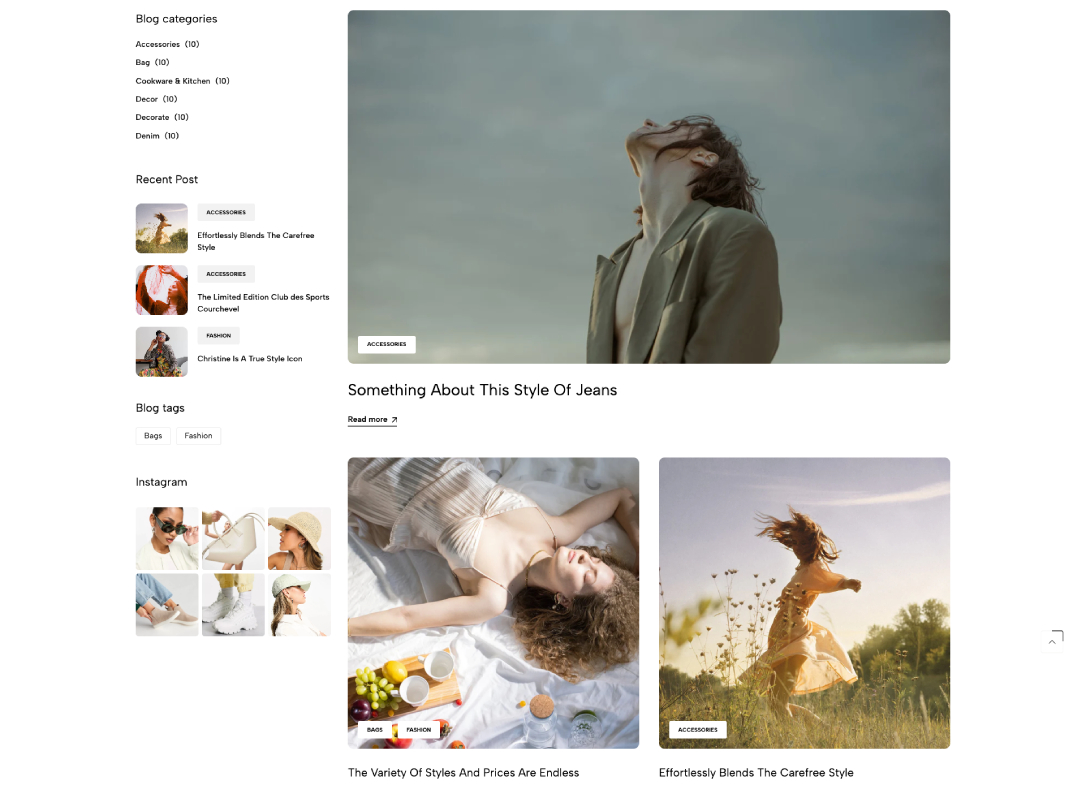 Blog categories
Accessories (10)
Bag (10)
Cookware & Kitchen (10)
Decor (10)
Decorate (10)
Denim (10)
Recent Post
ACCESSORIES
Effortlessly Blends The Carefree
Style
ACCESSORIES
The Limited Edition Club des Sports
Courchevel
FASHION
Christine Is A True Style Icon
Blog tags
Bags
Fashion
Instagram
ACCESSORIES
Something About This Style Of Jeans
Read more
BAGS
FASHION
The Variety Of Styles And Prices Are Endless
ACCESSORIES
Effortlessly Blends The Carefree Style